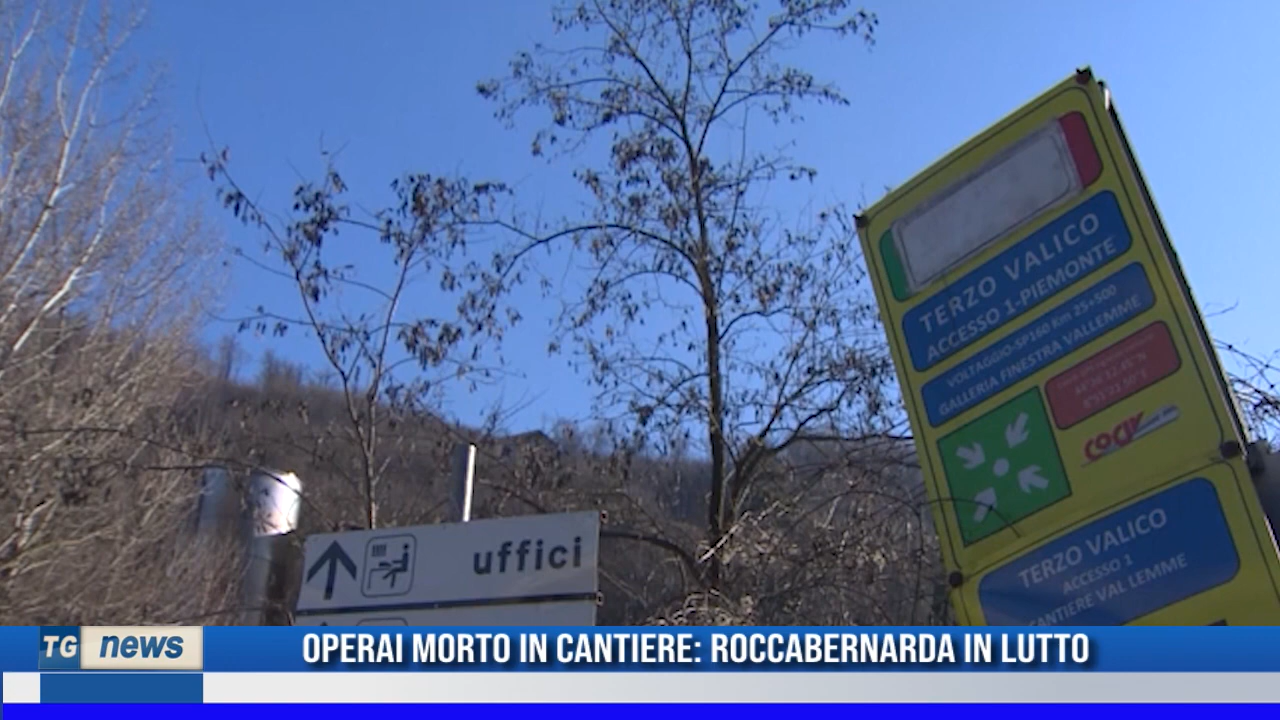 TERZO VALICO
ACCESSO 1-PIEMONTE
VOLTAGGIO-SP160 Km 25+500
GALLERIA FINESTRA VALLEMME
COCIV
TERZO VALICO
ACCESSO 1
CANTIERE VAL LEMME
uffici
TG news
OPERAI MORTO IN CANTIERE: ROCCABERNARDA IN LUTTO